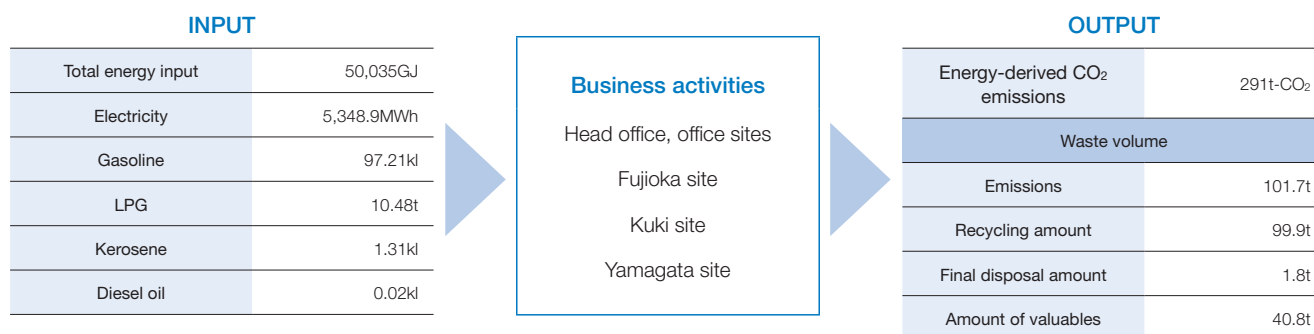 INPUT
Total energy input 50,035GJ
Electricity 5,348.9MWh
Gasoline 97.21kl
LPG 10.48t
Kerosene 1.31kl
Diesel oil 0.02kl
Business activities
Head office, office sites
Fujioka site
Kuki site
Yamagata site
OUTPUT
Energy-derived CO₂
emissions 291t-CO₂
Waste volume
Emissions 101.7t
Recycling amount 99.9t
Final disposal amount 1.8t
Amount of valuables 40.8t